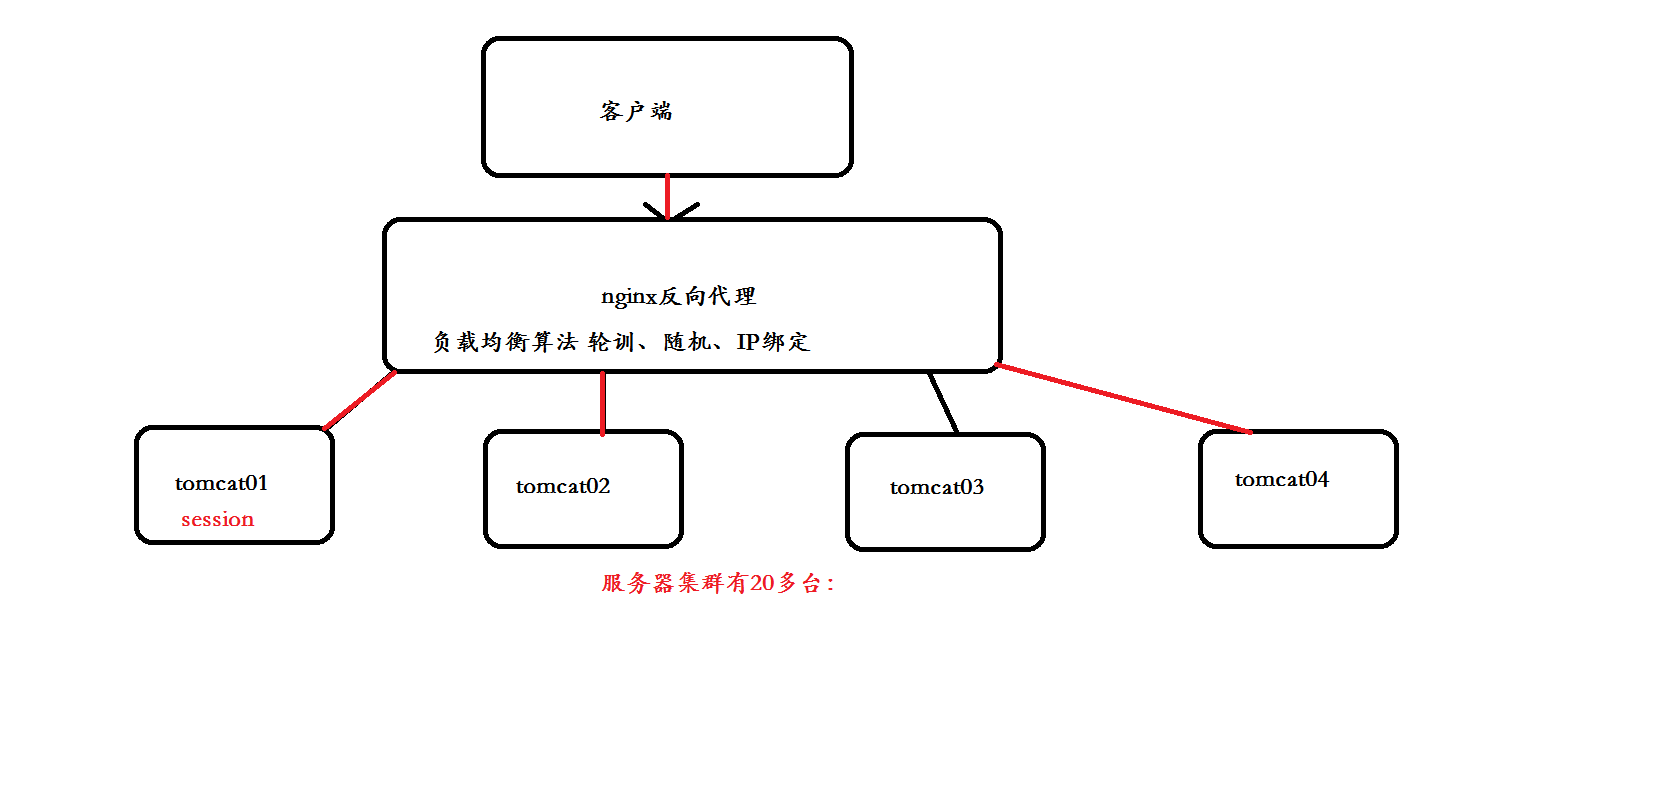 客户端
nginx反向代理
负载均衡算法 轮训、随机、IP绑定
tomcat01
session
tomcat02
tomcat03
tomcat04
服务器集群有20多台：